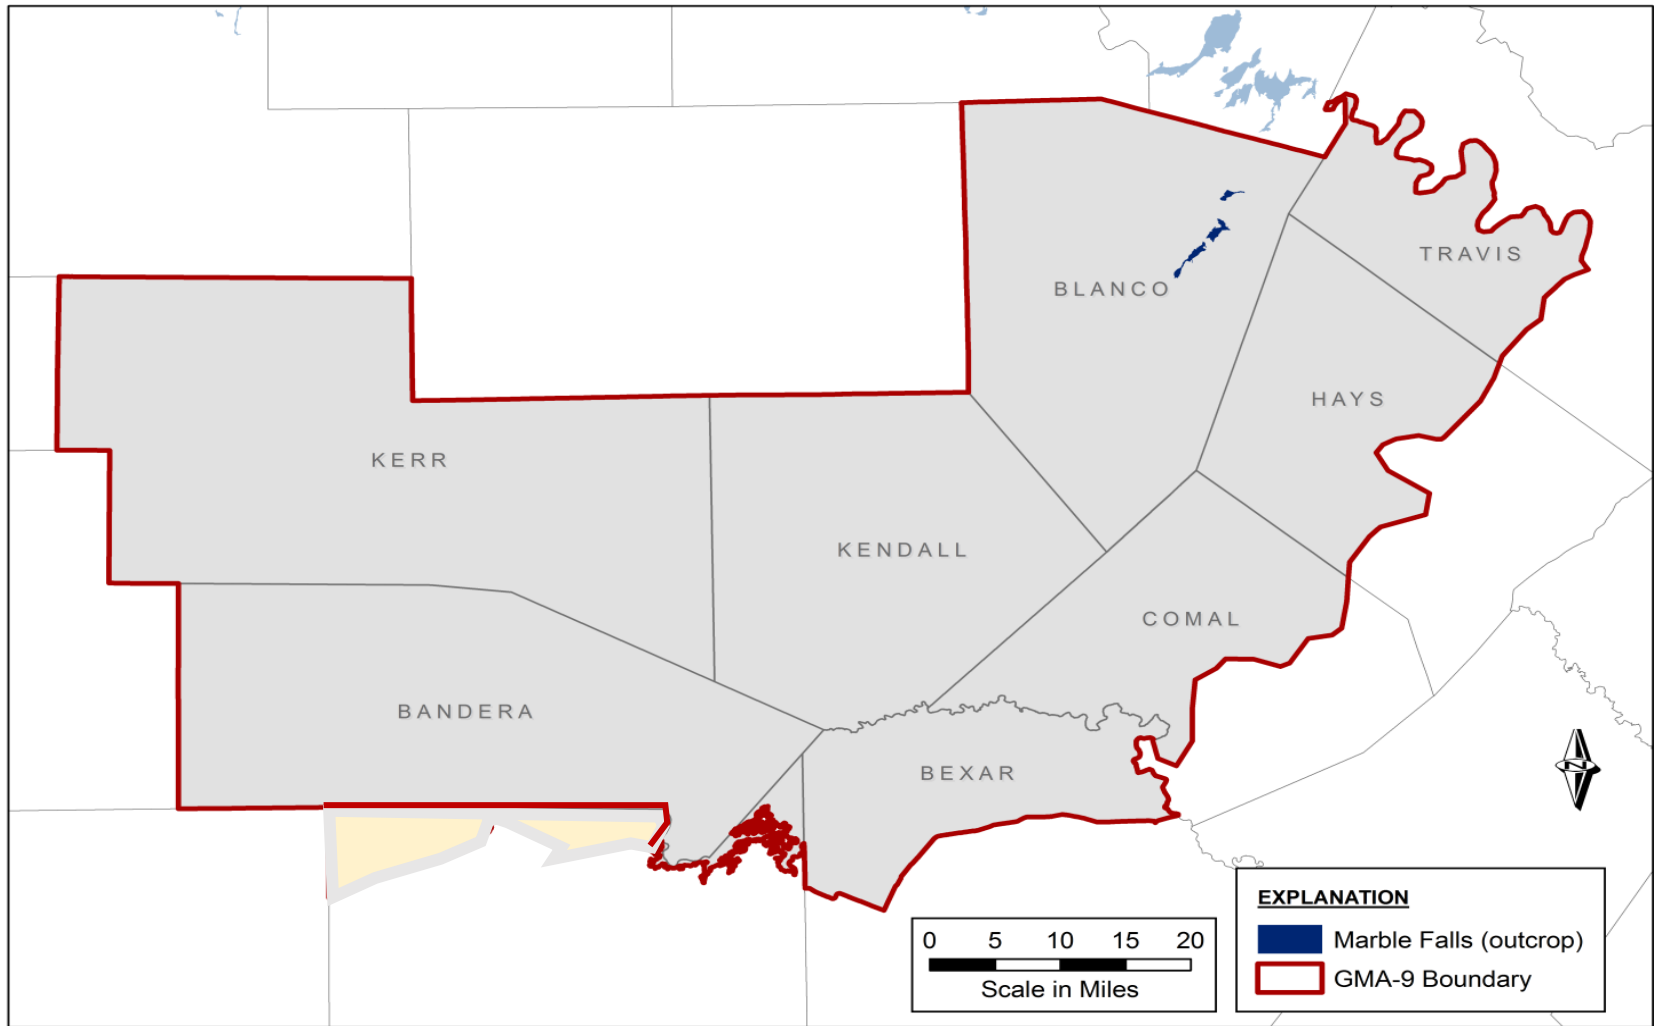 TRAVIS
BLANCO
HAYS
KERR
KENDALL
COMAL
BANDERA
BEXAR
N
EXPLANATION
Marble Falls (outcrop)
GMA-9 Boundary
0 5 10 15 20
Scale in Miles